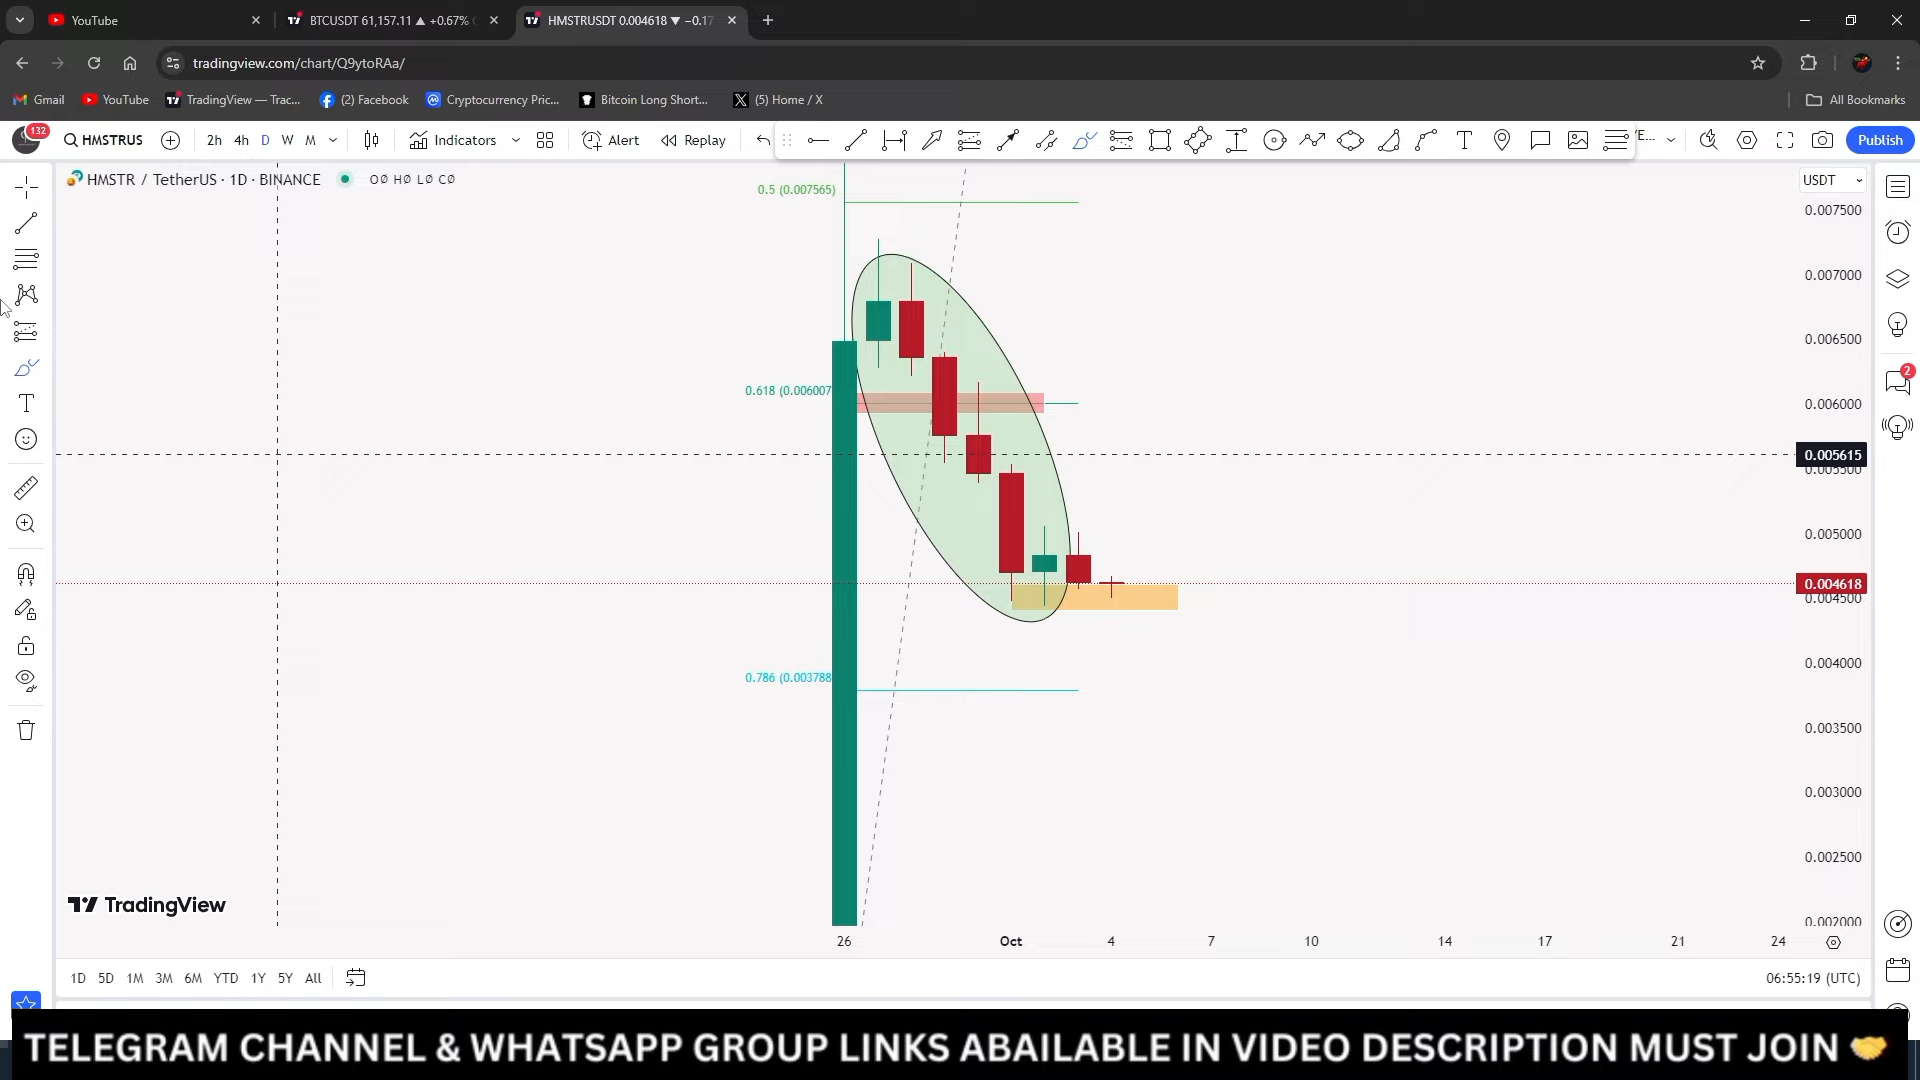 YouTube
BTCUSDT 61,157.11 ▲ +0.67%
HMSTRUSDT 0.004618 ▼ −0.17
tradingview.com/chart/Q9ytoRAa/
Gmail
YouTube
TradingView — Trac...
(2) Facebook
Cryptocurrency Pric...
Bitcoin Long Short...
(5) Home / X
All Bookmarks
132
HMSTRUS
2h 4h D W M
Indicators
Alert
Replay
Publish
HMSTR / TetherUS · 1D · BINANCE
O∅ H∅ L∅ C∅
USDT
0.5 (0.007565)
0.618 (0.006007
0.786 (0.003788
0.007500
0.007000
0.006500
0.006000
0.005615
0.005500
0.005000
0.004618
0.004500
0.004000
0.003500
0.003000
0.002500
0.002000
2
TradingView
26 Oct 4 7 10 14 17 21 24
1D 5D 1M 3M 6M YTD 1Y 5Y All
06:55:19 (UTC)
TELEGRAM CHANNEL & WHATSAPP GROUP LINKS ABAILABLE IN VIDEO DESCRIPTION MUST JOIN 🤝